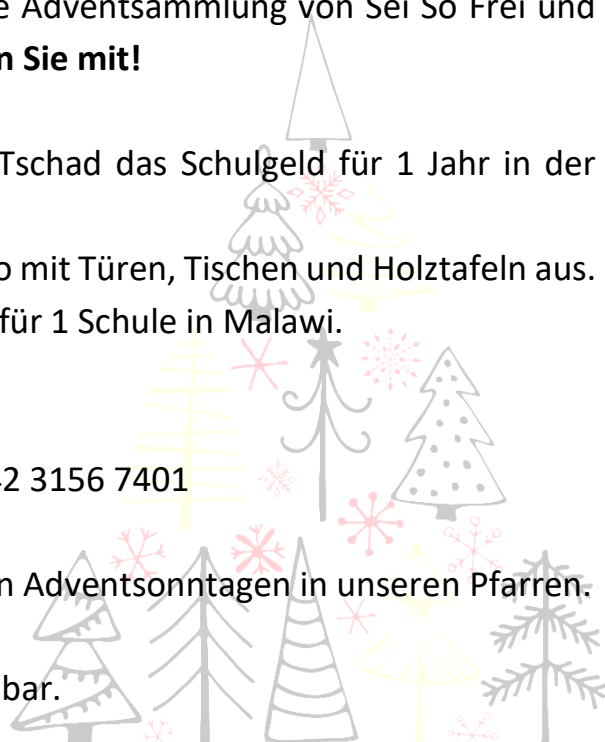 e Adventsammlung von Sei So Frei und
n Sie mit!
Tschad das Schulgeld für 1 Jahr in der
o mit Türen, Tischen und Holztafeln aus.
für 1 Schule in Malawi.
42 3156 7401
n Adventsonntagen in unseren Pfarren.
bar.